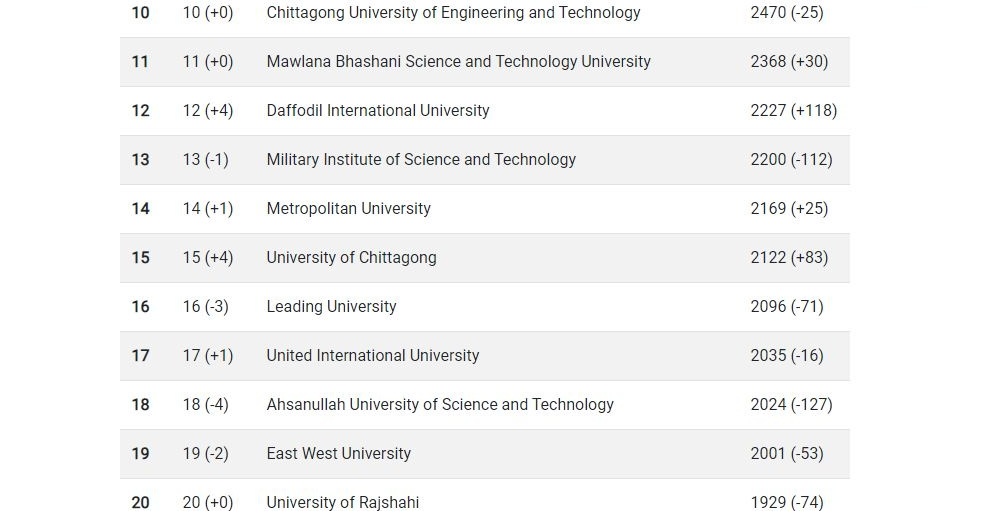 10 10 (+0) Chittagong University of Engineering and Technology 2470 (-25)
11 11 (+0) Mawlana Bhashani Science and Technology University 2368 (+30)
12 12 (+4) Daffodil International University 2227 (+118)
13 13 (-1) Military Institute of Science and Technology 2200 (-112)
14 14 (+1) Metropolitan University 2169 (+25)
15 15 (+4) University of Chittagong 2122 (+83)
16 16 (-3) Leading University 2096 (-71)
17 17 (+1) United International University 2035 (-16)
18 18 (-4) Ahsanullah University of Science and Technology 2024 (-127)
19 19 (-2) East West University 2001 (-53)
20 20 (+0) University of Rajshahi 1929 (-74)